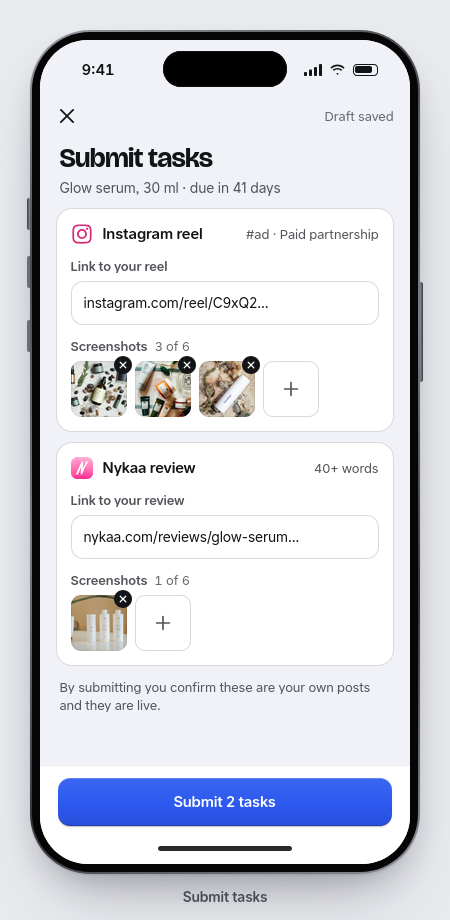 9:41
Draft saved
Submit tasks
Glow serum, 30 ml · due in 41 days
Instagram reel
#ad · Paid partnership
Link to your reel
instagram.com/reel/C9xQ2...
Screenshots 3 of 6
Nykaa review
40+ words
Link to your review
nykaa.com/reviews/glow-serum...
Screenshots 1 of 6
By submitting you confirm these are your own posts
and they are live.
Submit 2 tasks
Submit tasks